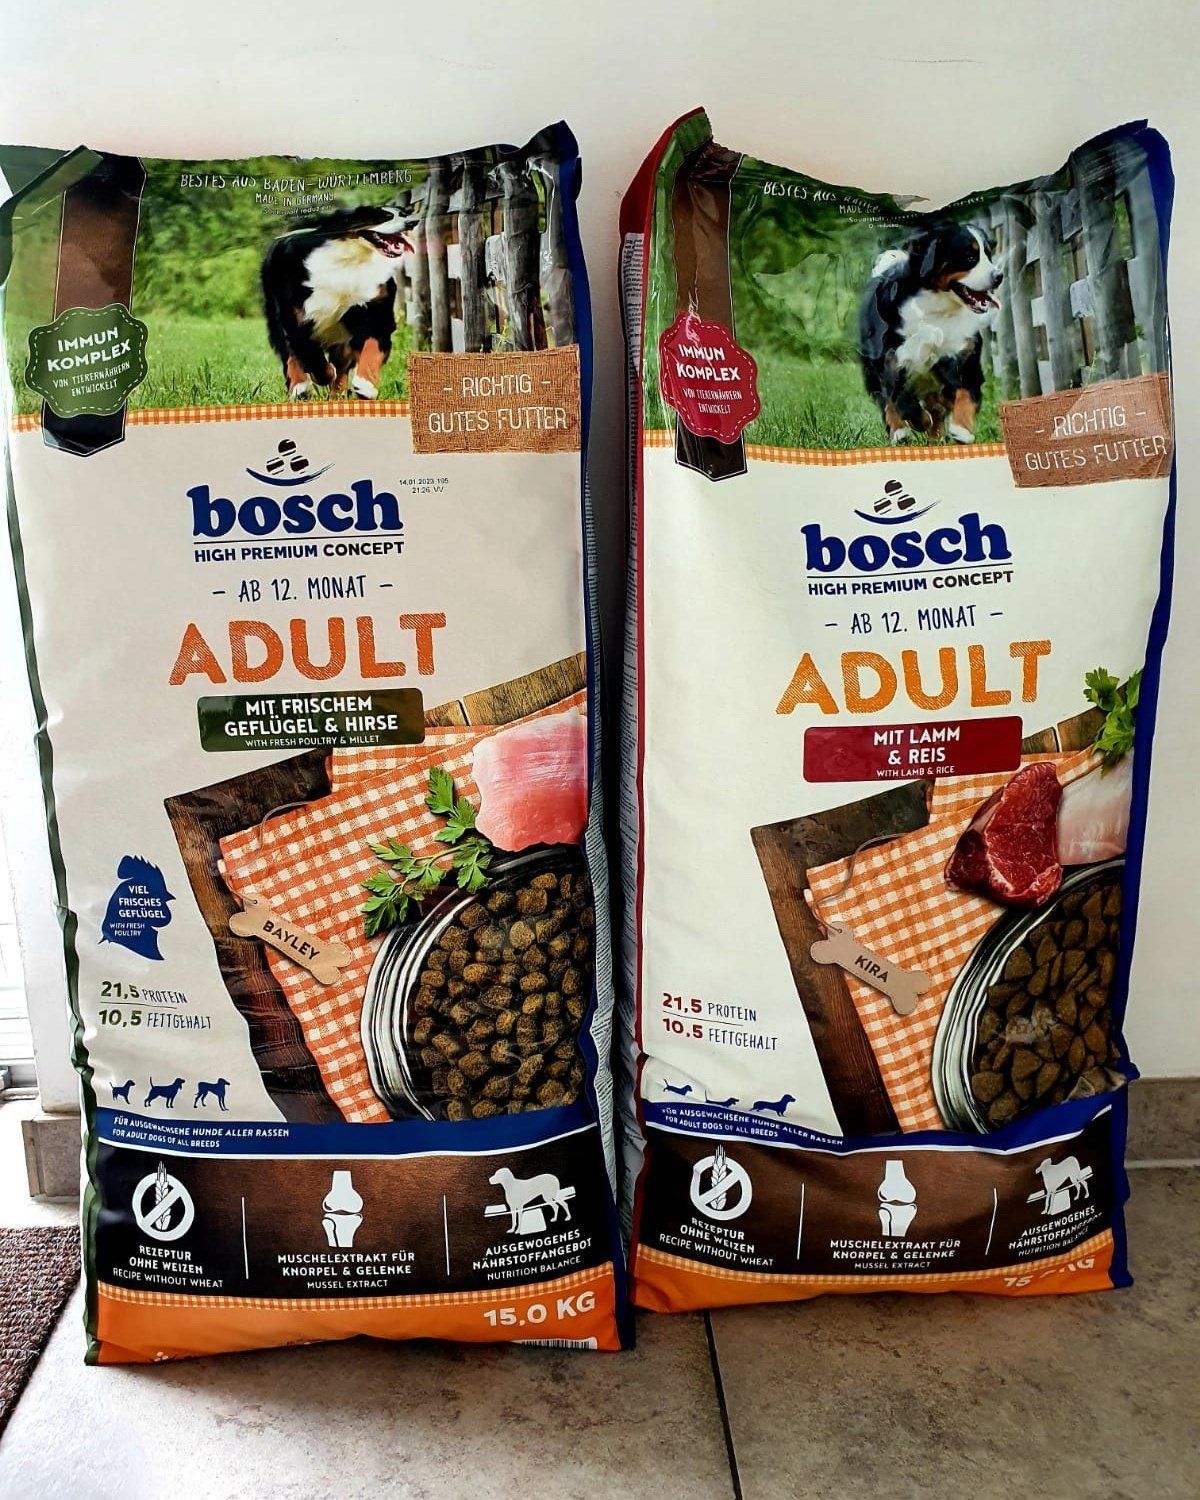 BESTES AUS BADEN-WÜRTTEMBERG
MADE IN GERMANY
IMMUN
KOMPLEX
VON TIERERNÄHRERN
ENTWICKELT
- RICHTIG -
GUTES FUTTER
bosch
14.01.2023 195
21:26 VV
HIGH PREMIUM CONCEPT
- AB 12. MONAT -
ADULT
MIT FRISCHEM
GEFLÜGEL & HIRSE
WITH FRESH POULTRY & MILLET
VIEL
FRISCHES
GEFLÜGEL
WITH FRESH
POULTRY
BAYLEY
21,5 PROTEIN
10,5 FETTGEHALT
FÜR AUSGEWACHSENE HUNDE ALLER RASSEN
FOR ADULT DOGS OF ALL BREEDS
REZEPTUR
OHNE WEIZEN
RECIPE WITHOUT WHEAT
MUSCHELEXTRAKT FÜR
KNORPEL & GELENKE
MUSSEL EXTRACT
AUSGEWOGENES
NÄHRSTOFFANGEBOT
NUTRITION BALANCE
15,0 KG
BESTES AUS
IMMUN
KOMPLEX
VON TIERERNÄHRERN
ENTWICKELT
- RICHTIG -
GUTES FUTTER
bosch
HIGH PREMIUM CONCEPT
- AB 12. MONAT -
ADULT
MIT LAMM
& REIS
WITH LAMB & RICE
KIRA
21,5 PROTEIN
10,5 FETTGEHALT
FÜR AUSGEWACHSENE HUNDE ALLER RASSEN
FOR ADULT DOGS OF ALL BREEDS
REZEPTUR
OHNE WEIZEN
RECIPE WITHOUT WHEAT
MUSCHELEXTRAKT FÜR
KNORPEL & GELENKE
MUSSEL EXTRACT
AUSGEWOGENES
NÄHRSTOFFANGEBOT
NUTRITION BALANCE
KG